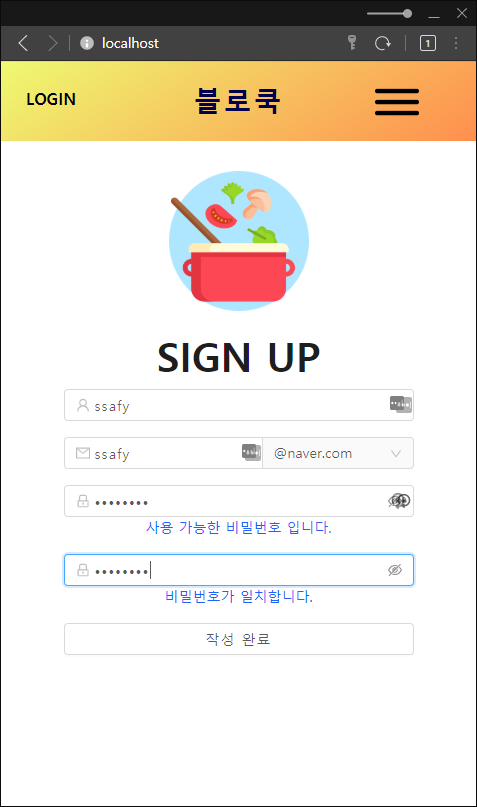 localhost
1
LOGIN
블로쿡
SIGN UP
ssafy
ssafy
@naver.com
••••••••
사용 가능한 비밀번호 입니다.
••••••••
비밀번호가 일치합니다.
작성 완료